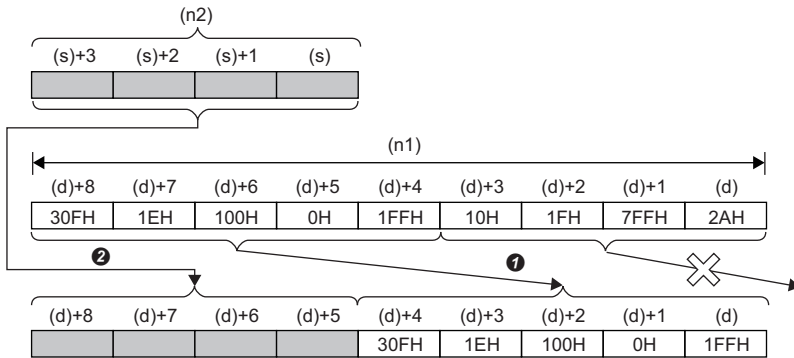 (n2)
(s)+3 (s)+2 (s)+1 (s)
(n1)
(d)+8 (d)+7 (d)+6 (d)+5 (d)+4 (d)+3 (d)+2 (d)+1 (d)
30FH 1EH 100H 0H 1FFH 10H 1FH 7FFH 2AH
❷ ❶
(d)+8 (d)+7 (d)+6 (d)+5 (d)+4 (d)+3 (d)+2 (d)+1 (d)
30FH 1EH 100H 0H 1FFH